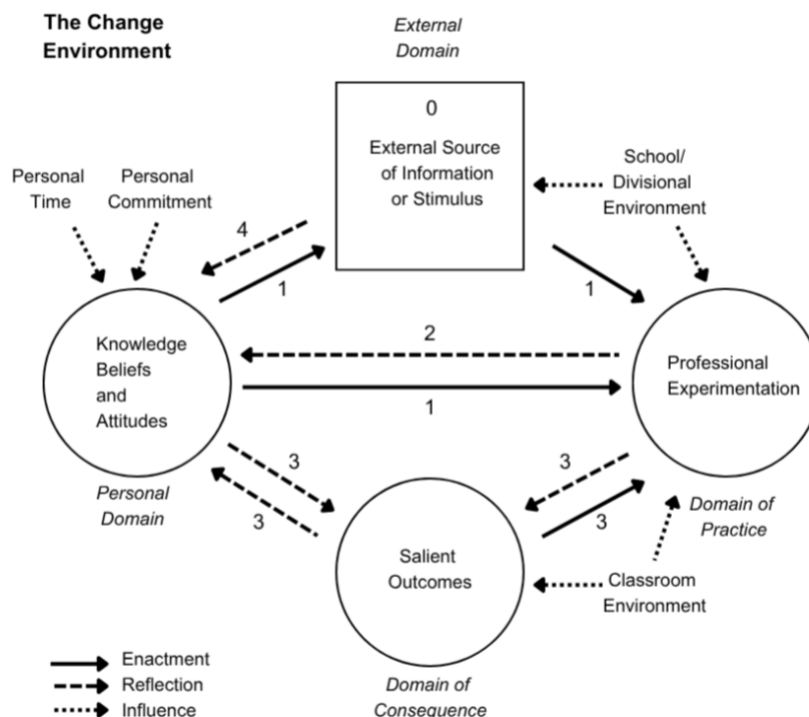 The Change
Environment
External
Domain
0
External Source
of Information
or Stimulus
Personal
Time
Personal
Commitment
School/
Divisional
Environment
4
1
1
Knowledge
Beliefs
and
Attitudes
2
1
Professional
Experimentation
3
3
3
3
Personal
Domain
Domain of
Practice
Salient
Outcomes
Classroom
Environment
Enactment
Reflection
Influence
Domain of
Consequence